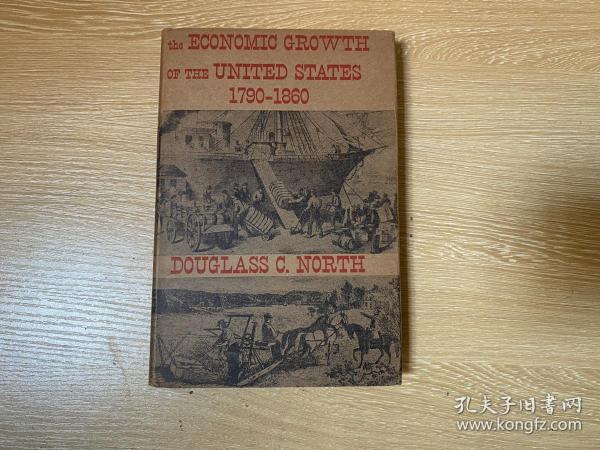 the ECONOMIC GROWTH
OF THE UNITED STATES
1790-1860
DOUGLASS C. NORTH
孔夫子旧书网
www.kongfz.com